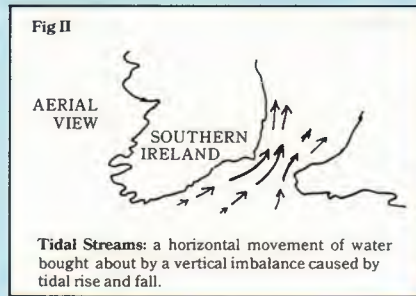 Fig II
AERIAL
VIEW
SOUTHERN
IRELAND
Tidal Streams: a horizontal movement of water
bought about by a vertical imbalance caused by
tidal rise and fall.